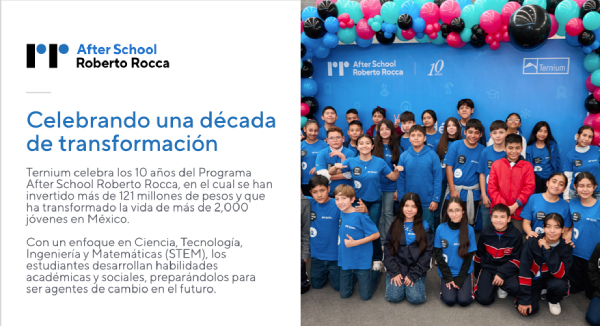 After School
Roberto Rocca
Celebrando una década
de transformación
Ternium celebra los 10 años del Programa
After School Roberto Rocca, en el cual se han
invertido más de 121 millones de pesos y que
ha transformado la vida de más de 2,000
jóvenes en México.
Con un enfoque en Ciencia, Tecnología,
Ingeniería y Matemáticas (STEM), los
estudiantes desarrollan habilidades
académicas y sociales, preparándolos para
ser agentes de cambio en el futuro.
After School
Roberto Rocca
10
Ternium